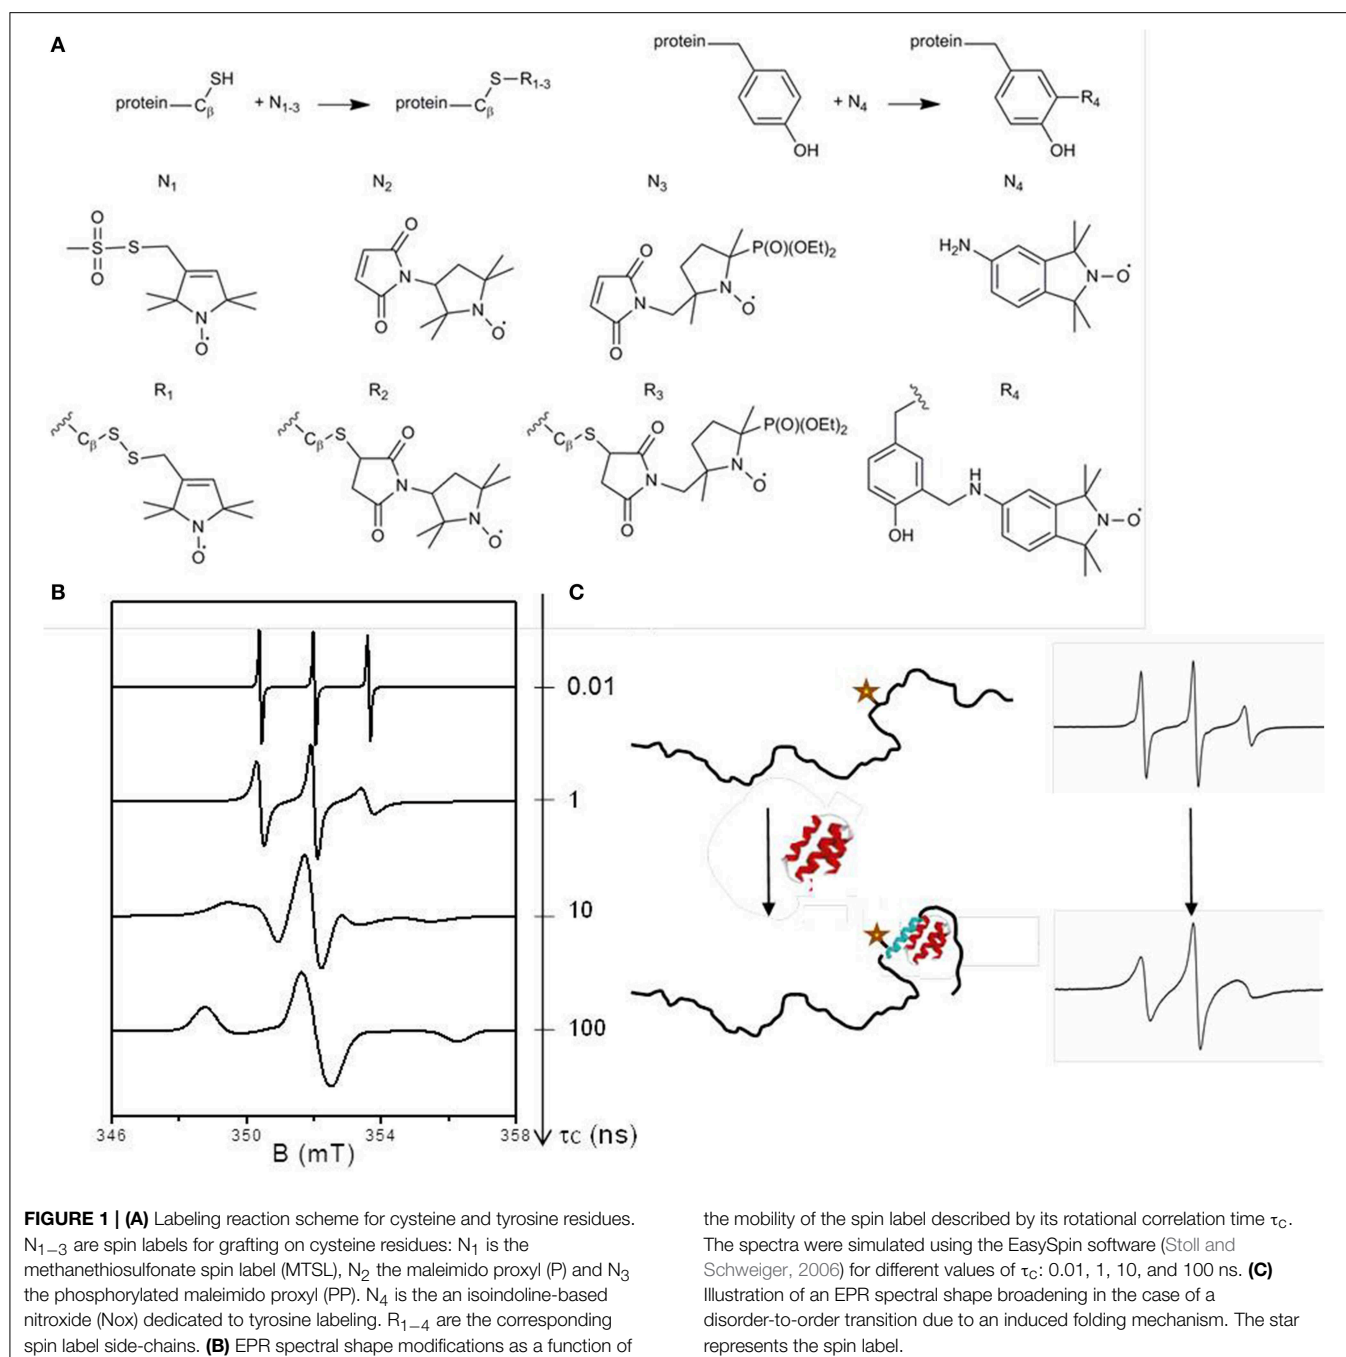 A
SH
protein—Cβ
+ N1-3
S—R1-3
protein—Cβ
protein
OH
+ N4
protein
R4
OH
N1
N2
N3
N4
O
S
S
O
N
O•
O
N
O
N
O•
O
N
O
P(O)(OEt)2
N
O•
H2N
N—O•
R1
R2
R3
R4
Cβ
S
S
N
O•
Cβ
S
O
N
O
N
O•
Cβ
S
O
N
O
P(O)(OEt)2
N
O•
H
N
OH
N—O•
B
0.01
1
10
100
346
350
354
358
τc (ns)
B (mT)
C
FIGURE 1 | (A) Labeling reaction scheme for cysteine and tyrosine residues.
N1−3 are spin labels for grafting on cysteine residues: N1 is the
methanethiosulfonate spin label (MTSL), N2 the maleimido proxyl (P) and N3
the phosphorylated maleimido proxyl (PP). N4 is the an isoindoline-based
nitroxide (Nox) dedicated to tyrosine labeling. R1−4 are the corresponding
spin label side-chains. (B) EPR spectral shape modifications as a function of
the mobility of the spin label described by its rotational correlation time τC.
The spectra were simulated using the EasySpin software (Stoll and
Schweiger, 2006) for different values of τC: 0.01, 1, 10, and 100 ns. (C)
Illustration of an EPR spectral shape broadening in the case of a
disorder-to-order transition due to an induced folding mechanism. The star
represents the spin label.